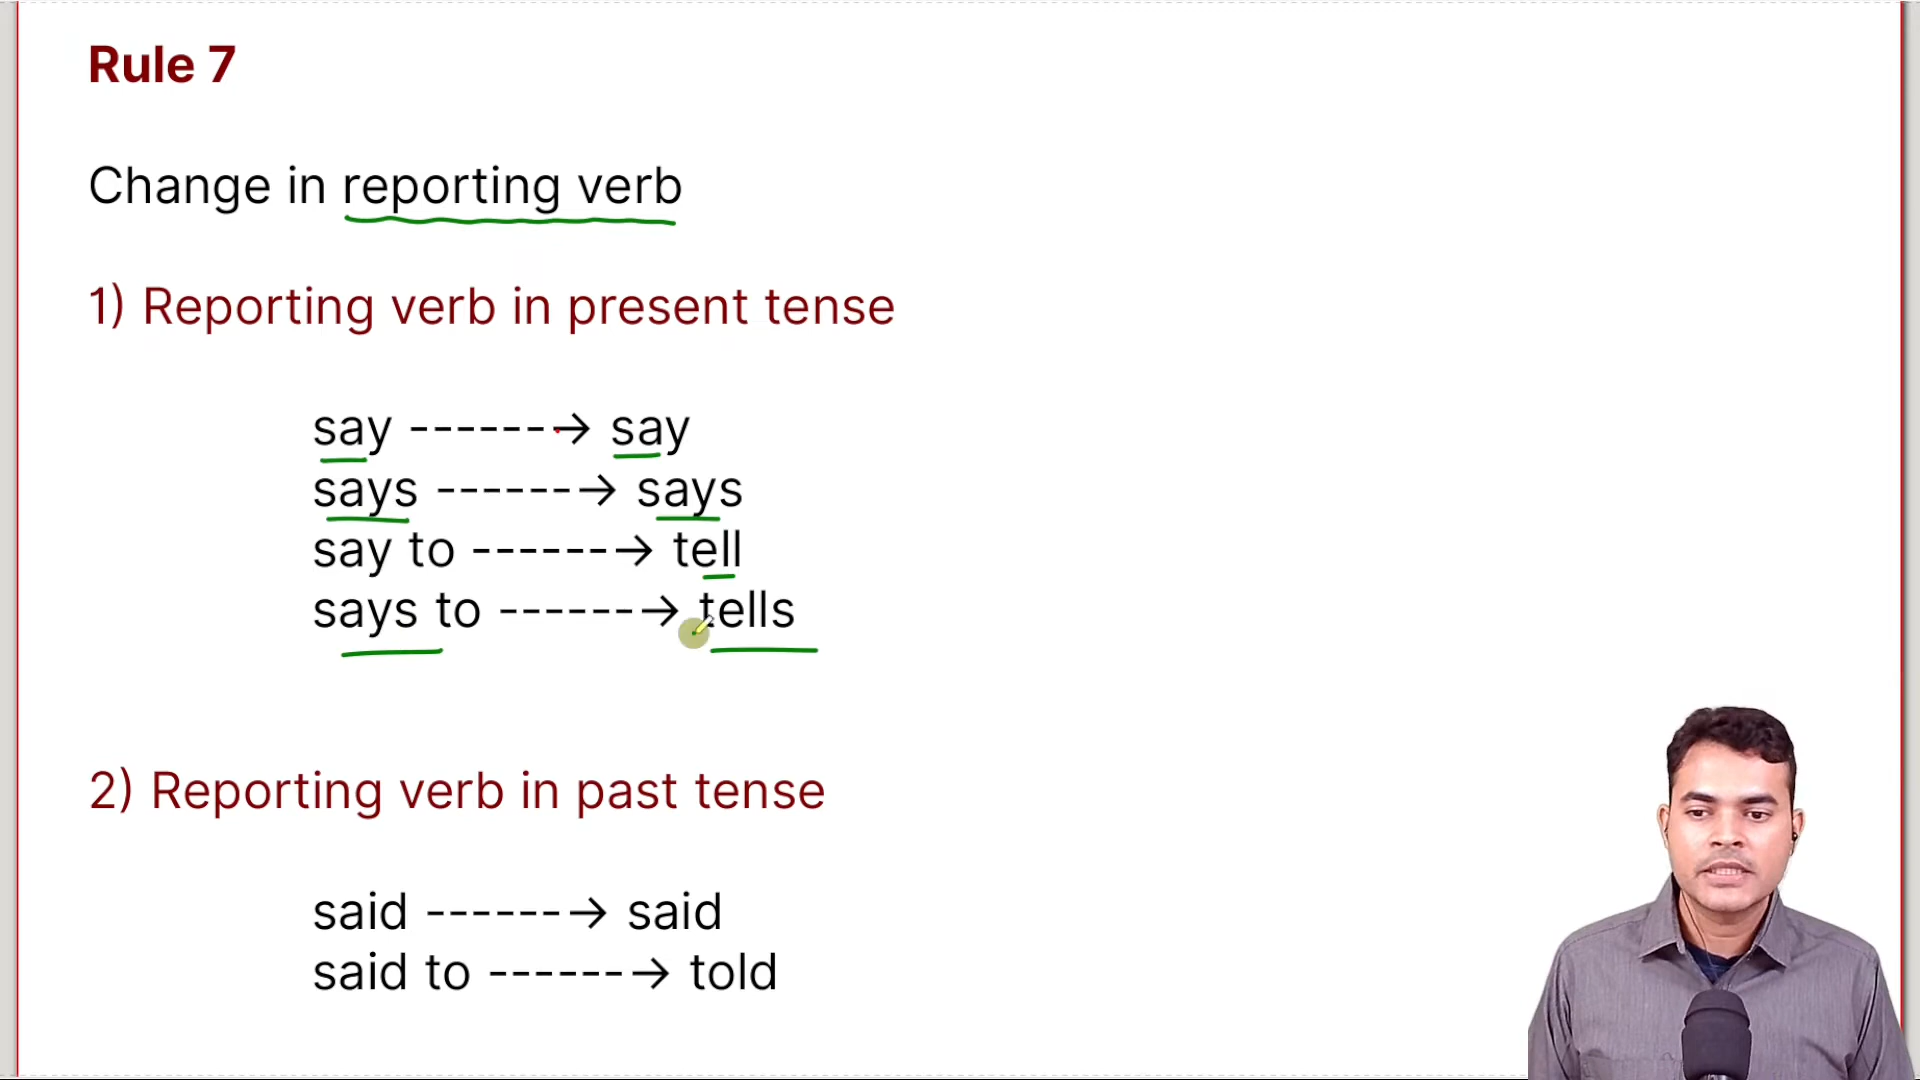 Rule 7
Change in reporting verb
1) Reporting verb in present tense
say -------→ say
says -------→ says
say to -------→ tell
says to -------→ tells
2) Reporting verb in past tense
said -------→ said
said to -------→ told